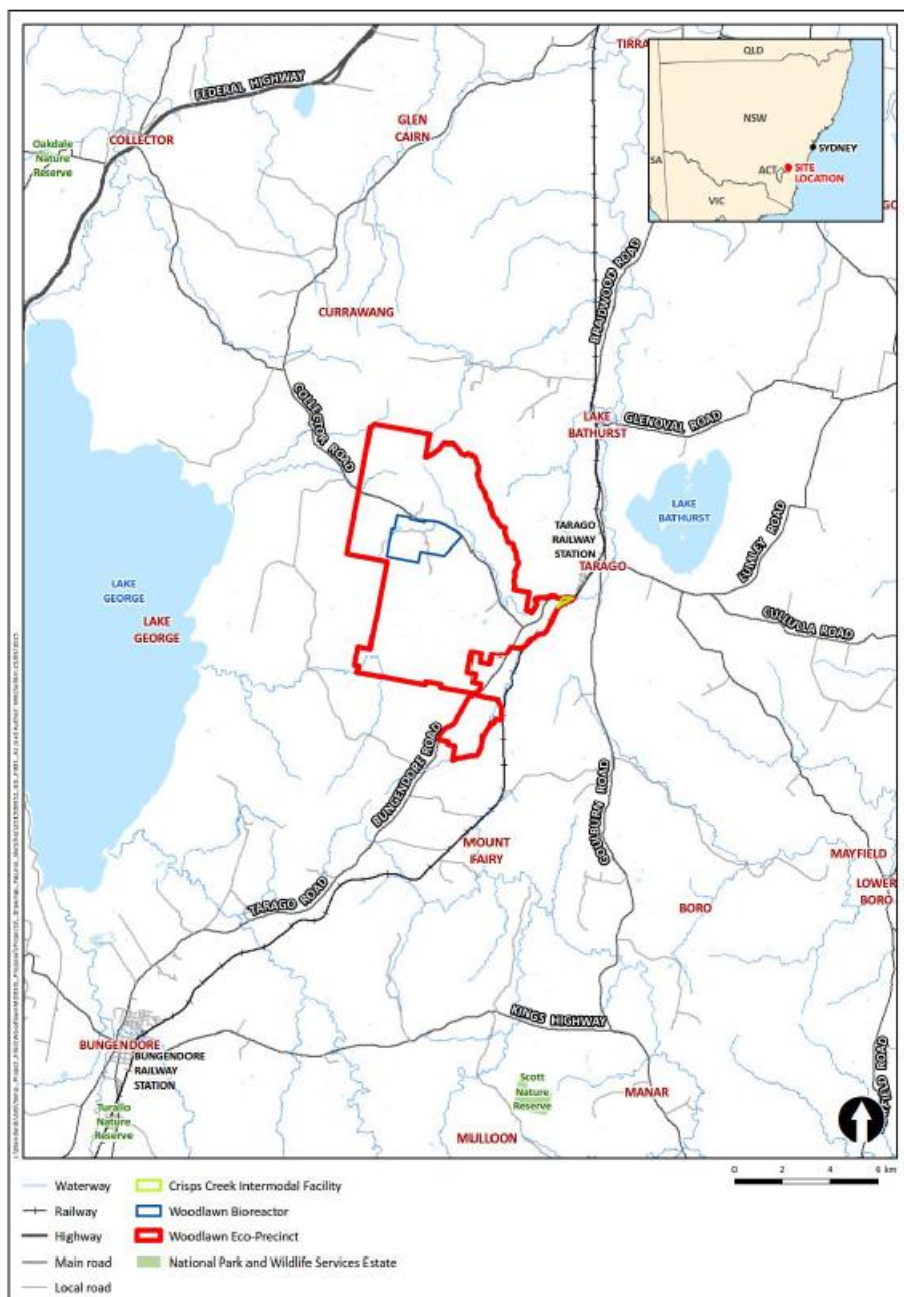 TIRRA
FEDERAL HIGHWAY
QLD
NSW
SYDNEY
SA
ACT
SITE
LOCATION
VIC
GLEN
CAIRN
COLLECTOR
Oakdale
Nature
Reserve
BRAIDWOOD ROAD
CURRAWANG
COLLECTOR ROAD
LAKE
BATHURST
GLENOVAL ROAD
LAKE
BATHURST
TARAGO
RAILWAY
STATION
TARAGO
LUMLEY ROAD
CULLULLA ROAD
LAKE
GEORGE
LAKE
GEORGE
BUNGENDORE ROAD
GOULBURN ROAD
MOUNT
FAIRY
MAYFIELD
LOWER
BORO
BORO
TARAGO ROAD
KINGS HIGHWAY
BUNGENDORE
BUNGENDORE
RAILWAY
STATION
Scott
Nature
Reserve
MANAR
Turallo
Nature
Reserve
MULLOON
FIELD ROAD
0 2 4 6 km
Waterway
Railway
Highway
Main road
Local road
Crisps Creek Intermodal Facility
Woodlawn Bioreactor
Woodlawn Eco-Precinct
National Park and Wildlife Services Estate